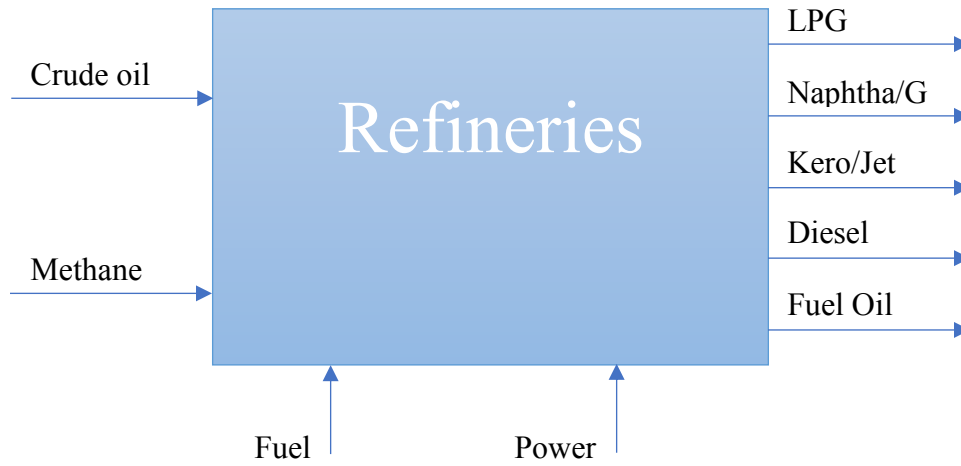 LPG
Crude oil
Naphtha/G
Refineries
Kero/Jet
Diesel
Methane
Fuel Oil
Fuel
Power